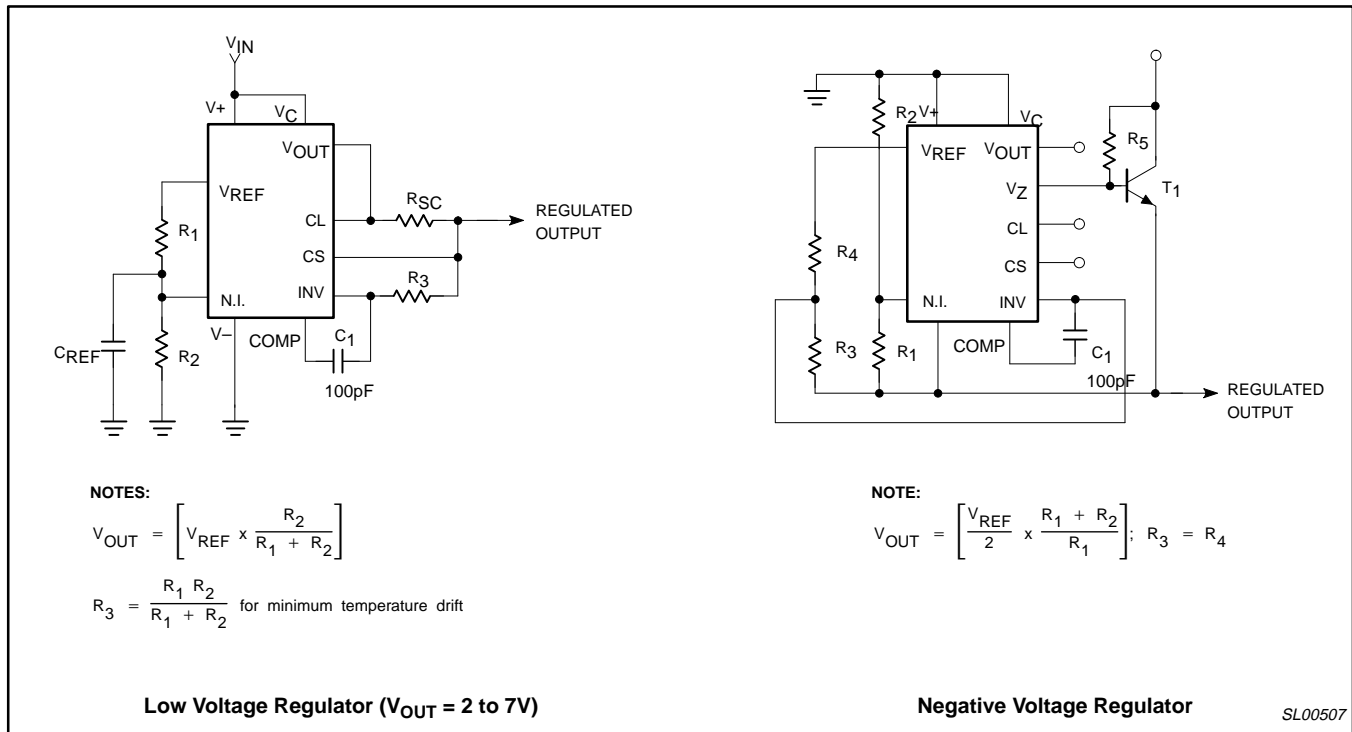 VIN
V+
VC
VOUT
VREF
RSC
CL
REGULATED
OUTPUT
R1
CS
R3
INV
N.I.
V–
COMP
C1
CREF
R2
100pF
NOTES:
VOUT = [VREF x R2 / (R1 + R2)]
R3 = R1 R2 / (R1 + R2) for minimum temperature drift
Low Voltage Regulator (VOUT = 2 to 7V)
R2
V+
VC
VREF
VOUT
R5
VZ
T1
CL
R4
CS
N.I.
INV
R3
R1
COMP
C1
100pF
REGULATED
OUTPUT
NOTE:
VOUT = [VREF / 2 x (R1 + R2) / R1]; R3 = R4
Negative Voltage Regulator
SL00507